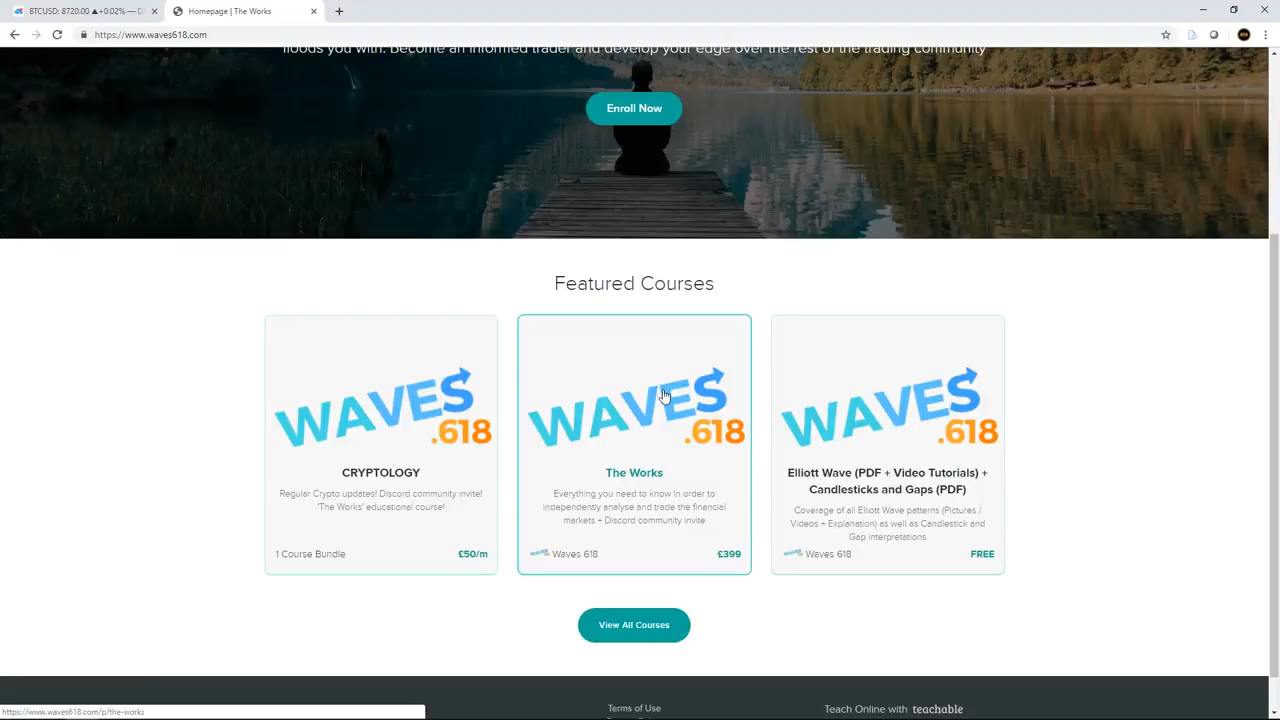 BTCUSD: 8720.00 ▲+0.02% —
Homepage | The Works
https://www.waves618.com
floods you with. Become an informed trader and develop your edge over the rest of the trading community
Enroll Now
Featured Courses
WAVES
.618
CRYPTOLOGY
Regular Crypto updates! Discord community invite!
'The Works' educational course!
1 Course Bundle
£50/m
WAVES
.618
The Works
Everything you need to know in order to
independently analyse and trade the financial
markets + Discord community invite
Waves 618
£399
WAVES
.618
Elliott Wave (PDF + Video Tutorials) +
Candlesticks and Gaps (PDF)
Coverage of all Elliott Wave patterns (Pictures /
Videos + Explanation) as well as Candlestick and
Gap interpretations.
Waves 618
FREE
View All Courses
Terms of Use
Teach Online with teachable
https://www.waves618.com/p/the-works